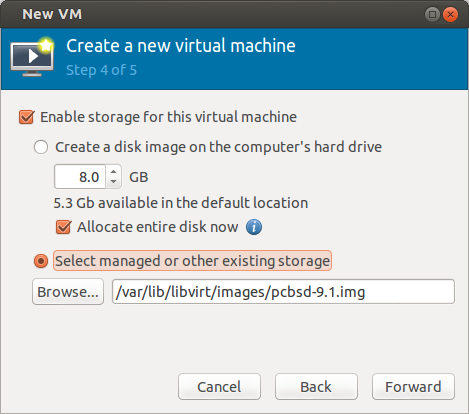 New VM
Create a new virtual machine
Step 4 of 5
Enable storage for this virtual machine
Create a disk image on the computer's hard drive
8.0 GB
5.3 Gb available in the default location
Allocate entire disk now
Select managed or other existing storage
Browse... /var/lib/libvirt/images/pcbsd-9.1.img
Cancel Back Forward